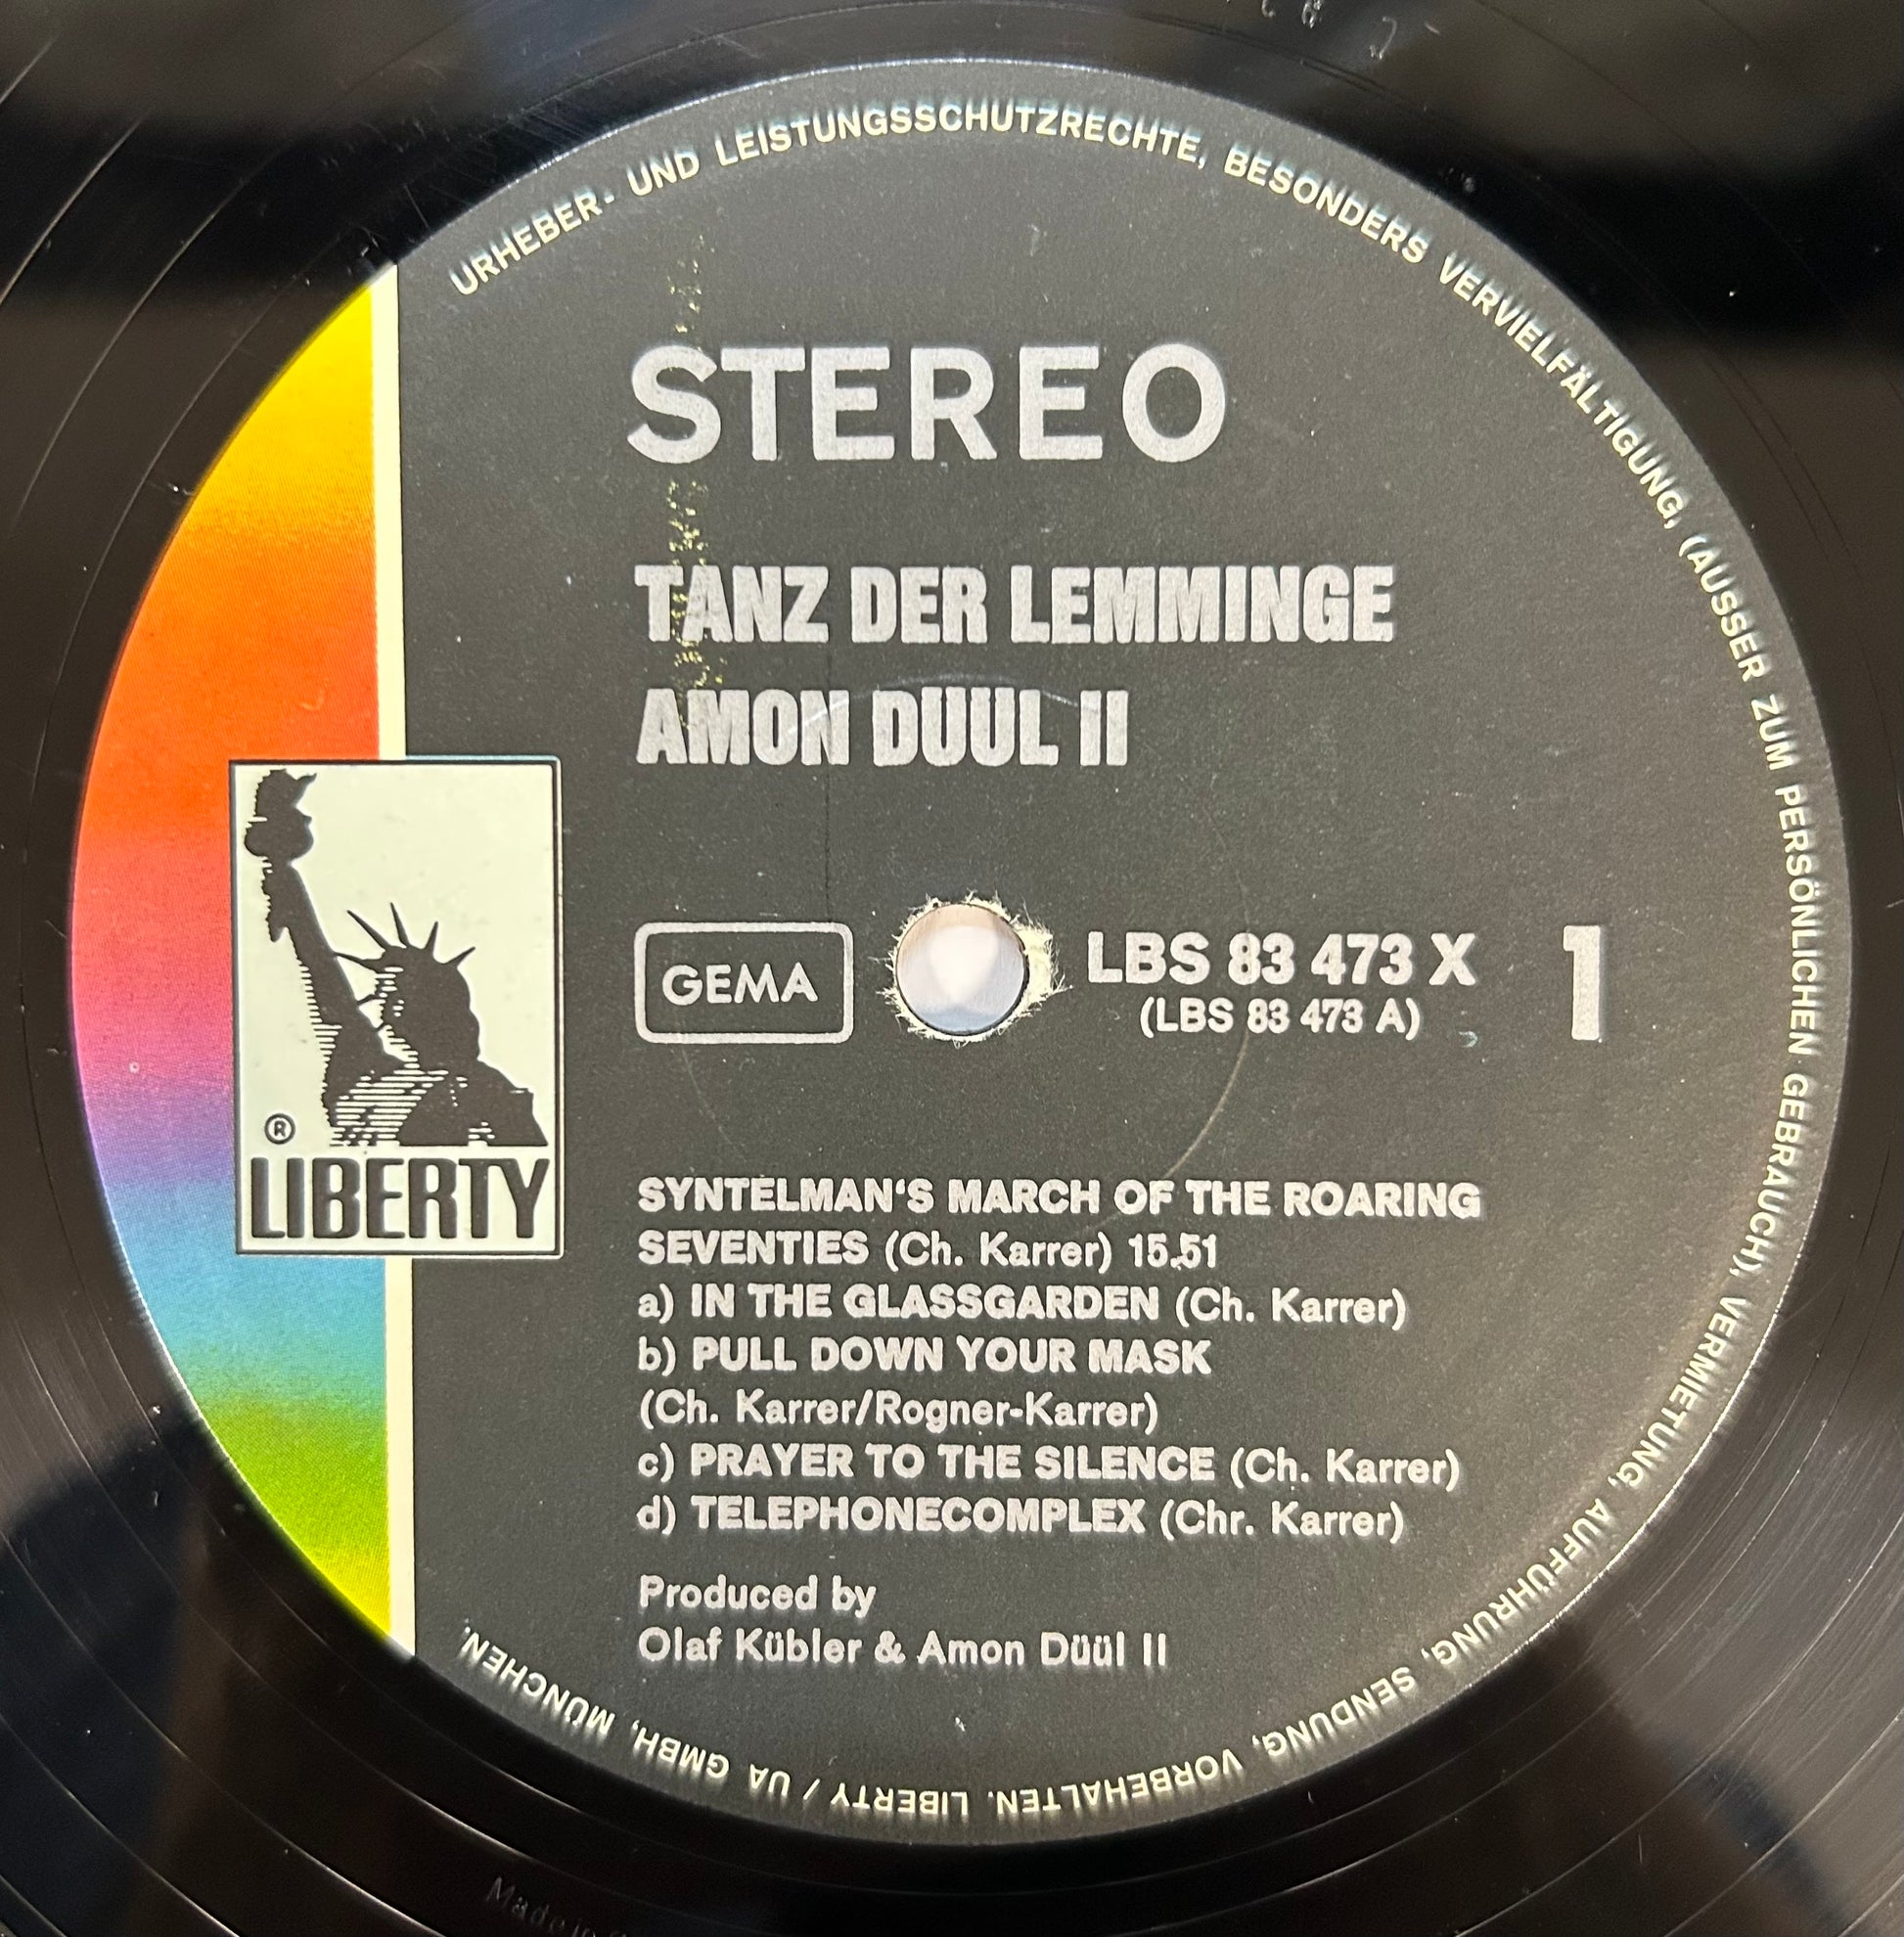 URHEBER- UND LEISTUNGSSCHUTZRECHTE, BESONDERS VERVIELFÄLTIGUNG, (AUSSER ZUM PERSÖNLICHEN GEBRAUCH), VERMIETUNG, AUFFÜHRUNG, SENDUNG, VORBEHALTEN. LIBERTY / UA GMBH, MÜNCHEN.
STEREO
TANZ DER LEMMINGE
AMON DUUL II
GEMA
LBS 83 473 X
(LBS 83 473 A)
1
®
LIBERTY
SYNTELMAN‘S MARCH OF THE ROARING
SEVENTIES (Ch. Karrer) 15.51
a) IN THE GLASSGARDEN (Ch. Karrer)
b) PULL DOWN YOUR MASK
(Ch. Karrer/Rogner-Karrer)
c) PRAYER TO THE SILENCE (Ch. Karrer)
d) TELEPHONECOMPLEX (Chr. Karrer)
Produced by
Olaf Kübler & Amon Düül II
Made in